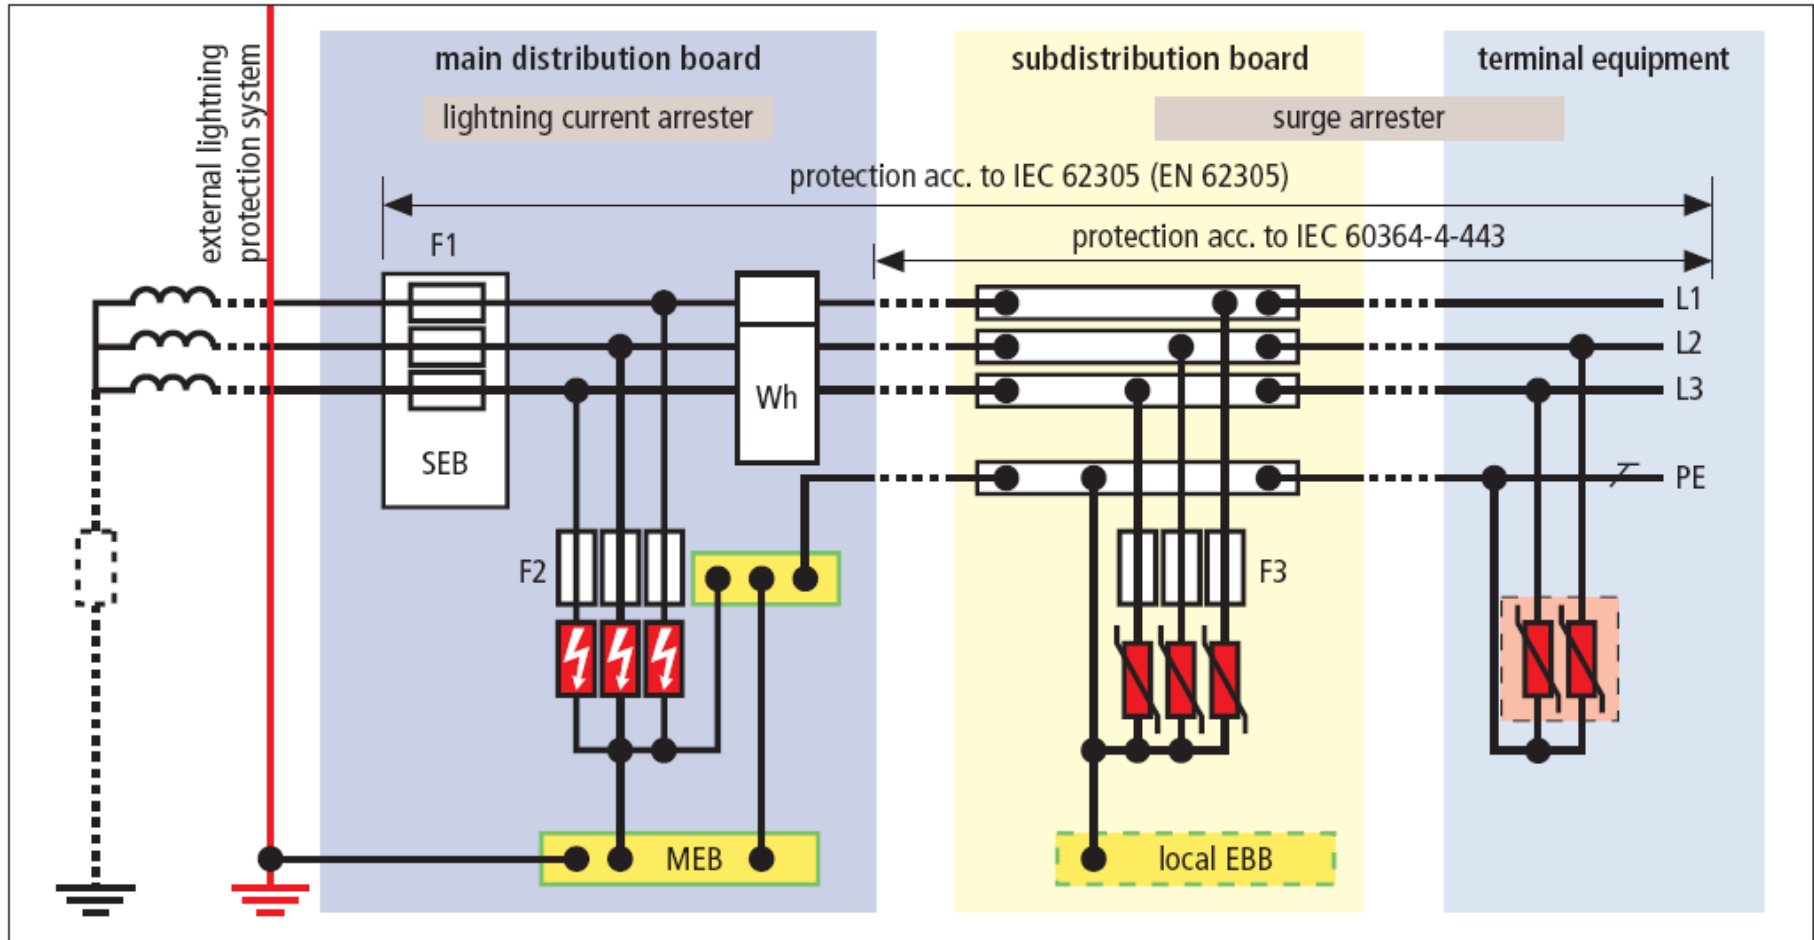 external lightning
protection system
main distribution board
subdistribution board
terminal equipment
lightning current arrester
surge arrester
protection acc. to IEC 62305 (EN 62305)
protection acc. to IEC 60364-4-443
F1
L1
L2
L3
Wh
SEB
PE
F2
F3
MEB
local EBB